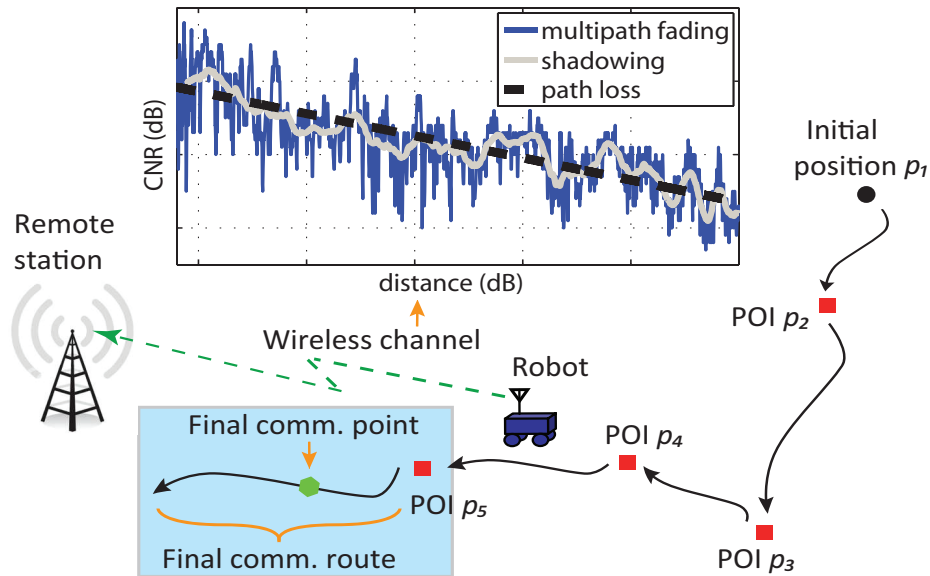 multipath fading
shadowing
path loss
CNR (dB)
distance (dB)
Initial
position p₁
Remote
station
POI p₂
Wireless channel
Robot
Final comm. point
POI p₄
POI p₅
Final comm. route
POI p₃